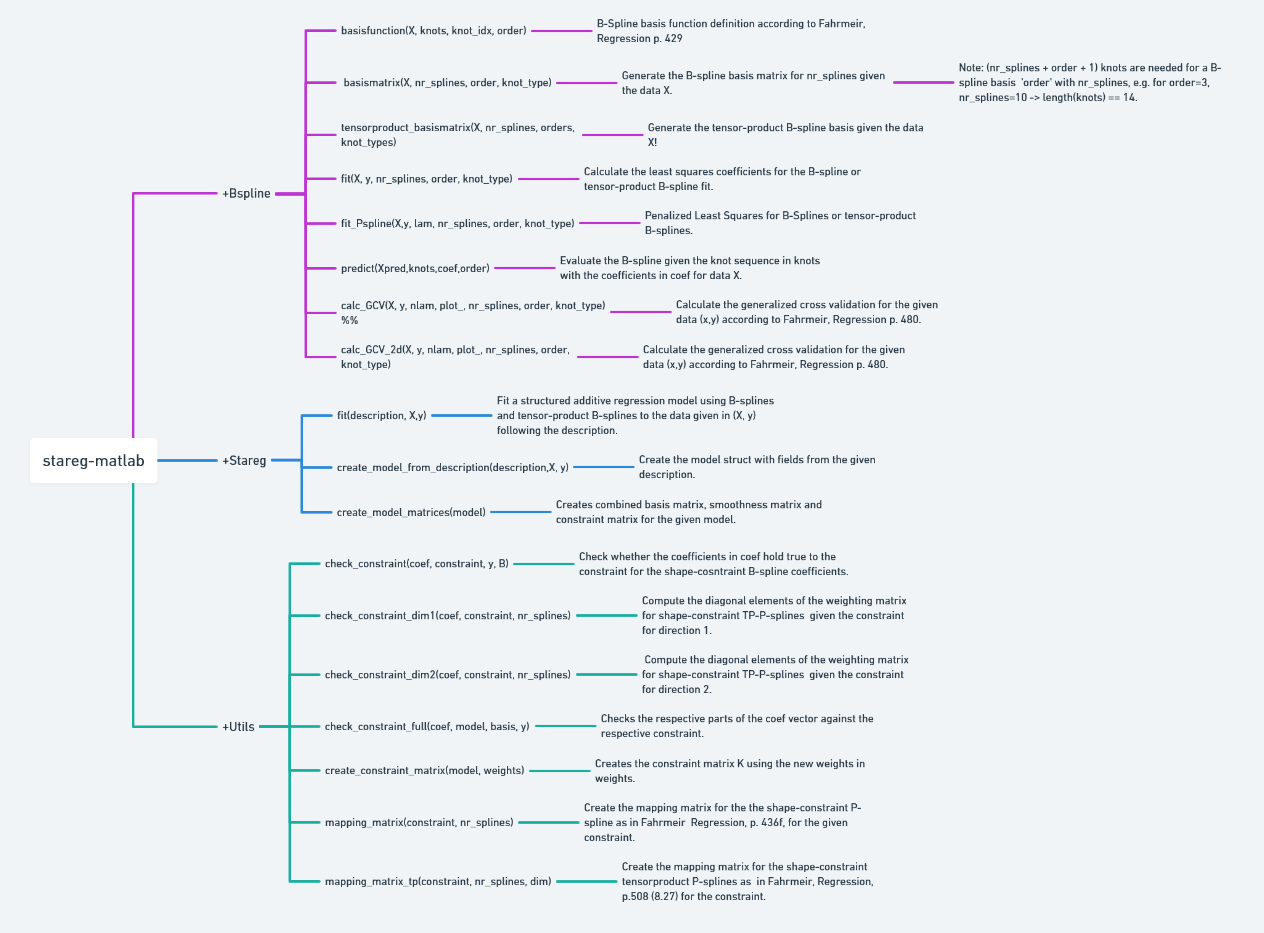 stareg-matlab
+Bspline
basisfunction(X, knots, knot_idx, order)
B-Spline basis function definition according to Fahrmeir,
Regression p. 429
basismatrix(X, nr_splines, order, knot_type)
Generate the B-spline basis matrix for nr_splines given
the data X.
Note: (nr_splines + order + 1) knots are needed for a B-
spline basis 'order' with nr_splines, e.g. for order=3,
nr_splines=10 -> length(knots) == 14.
tensorproduct_basismatrix(X, nr_splines, orders,
knot_types)
Generate the tensor-product B-spline basis given the data
X!
fit(X, y, nr_splines, order, knot_type)
Calculate the least squares coefficients for the B-spline or
tensor-product B-spline fit.
fit_Pspline(X,y, lam, nr_splines, order, knot_type)
Penalized Least Squares for B-Splines or tensor-product
B-splines.
predict(Xpred,knots,coef,order)
Evaluate the B-spline given the knot sequence in knots
with the coefficients in coef for data X.
calc_GCV(X, y, nlam, plot_, nr_splines, order, knot_type)
%%
Calculate the generalized cross validation for the given
data (x,y) according to Fahrmeir, Regression p. 480.
calc_GCV_2d(X, y, nlam, plot_, nr_splines, order,
knot_type)
Calculate the generalized cross validation for the given
data (x,y) according to Fahrmeir, Regression p. 480.
+Stareg
fit(description, X,y)
Fit a structured additive regression model using B-splines
and tensor-product B-splines to the data given in (X, y)
following the description.
create_model_from_description(description,X, y)
Create the model struct with fields from the given
description.
create_model_matrices(model)
Creates combined basis matrix, smoothness matrix and
constraint matrix for the given model.
+Utils
check_constraint(coef, constraint, y, B)
Check whether the coefficients in coef hold true to the
constraint for the shape-cosntraint B-spline coefficients.
check_constraint_dim1(coef, constraint, nr_splines)
Compute the diagonal elements of the weighting matrix
for shape-constraint TP-P-splines given the constraint
for direction 1.
check_constraint_dim2(coef, constraint, nr_splines)
Compute the diagonal elements of the weighting matrix
for shape-constraint TP-P-splines given the constraint
for direction 2.
check_constraint_full(coef, model, basis, y)
Checks the respective parts of the coef vector against the
respective constraint.
create_constraint_matrix(model, weights)
Creates the constraint matrix K using the new weights in
weights.
mapping_matrix(constraint, nr_splines)
Create the mapping matrix for the the shape-constraint P-
spline as in Fahrmeir Regression, p. 436f, for the given
constraint.
mapping_matrix_tp(constraint, nr_splines, dim)
Create the mapping matrix for the shape-constraint
tensorproduct P-splines as in Fahrmeir, Regression,
p.508 (8.27) for the constraint.